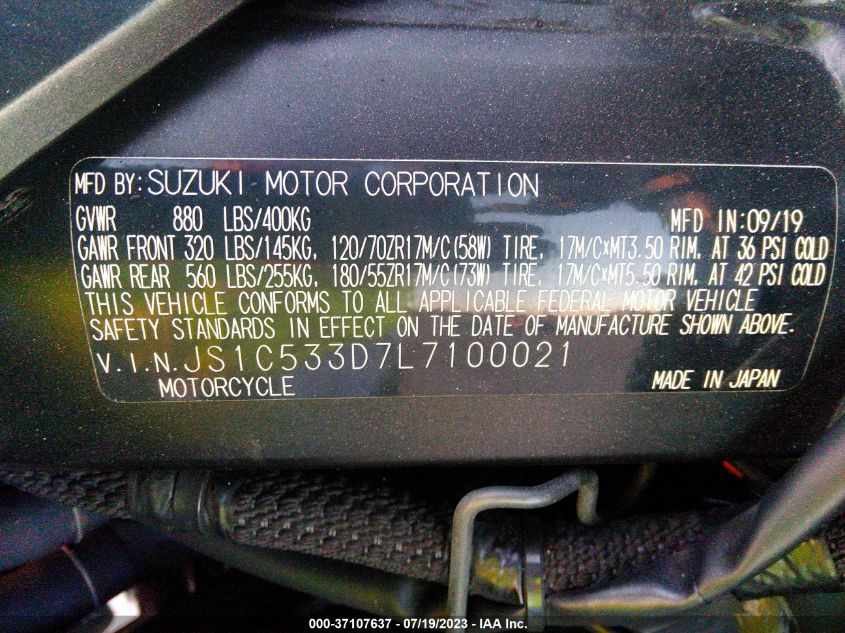 MFD BY: SUZUKI MOTOR CORPORATION
GVWR 880 LBS/400KG MFD IN: 09/19
GAWR FRONT 320 LBS/145KG, 120/70ZR17M/C(58W) TIRE, 17M/C×MT3.50 RIM, AT 36 PSI COLD
GAWR REAR 560 LBS/255KG, 180/55ZR17M/C(73W) TIRE, 17M/C×MT5.50 RIM, AT 42 PSI COLD
THIS VEHICLE CONFORMS TO ALL APPLICABLE FEDERAL MOTOR VEHICLE
SAFETY STANDARDS IN EFFECT ON THE DATE OF MANUFACTURE SHOWN ABOVE.
V.I.N. JS1C533D7L7100021
MOTORCYCLE MADE IN JAPAN
000-37107637 - 07/19/2023 - IAA Inc.